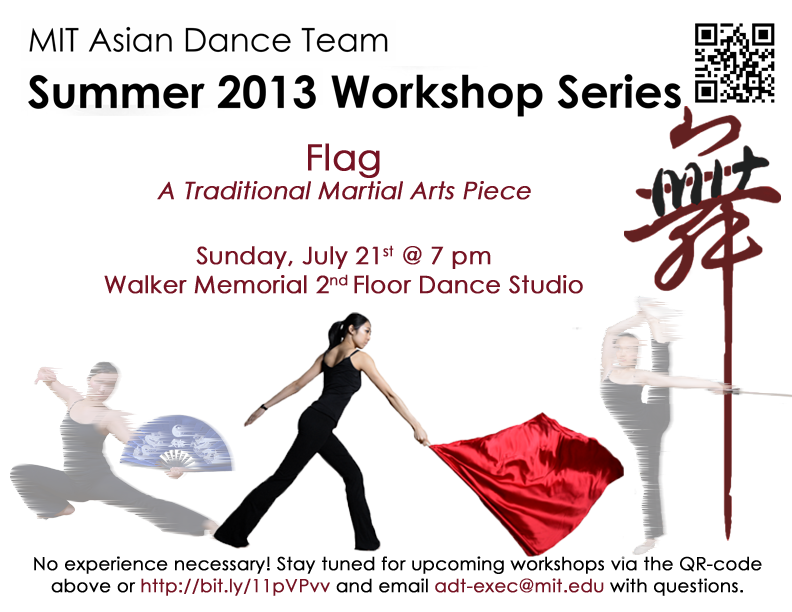 MIT Asian Dance Team
Summer 2013 Workshop Series
舞
Flag
A Traditional Martial Arts Piece
Sunday, July 21st @ 7 pm
Walker Memorial 2nd Floor Dance Studio
No experience necessary! Stay tuned for upcoming workshops via the QR-code
above or http://bit.ly/11pVPvv and email adt-exec@mit.edu with questions.